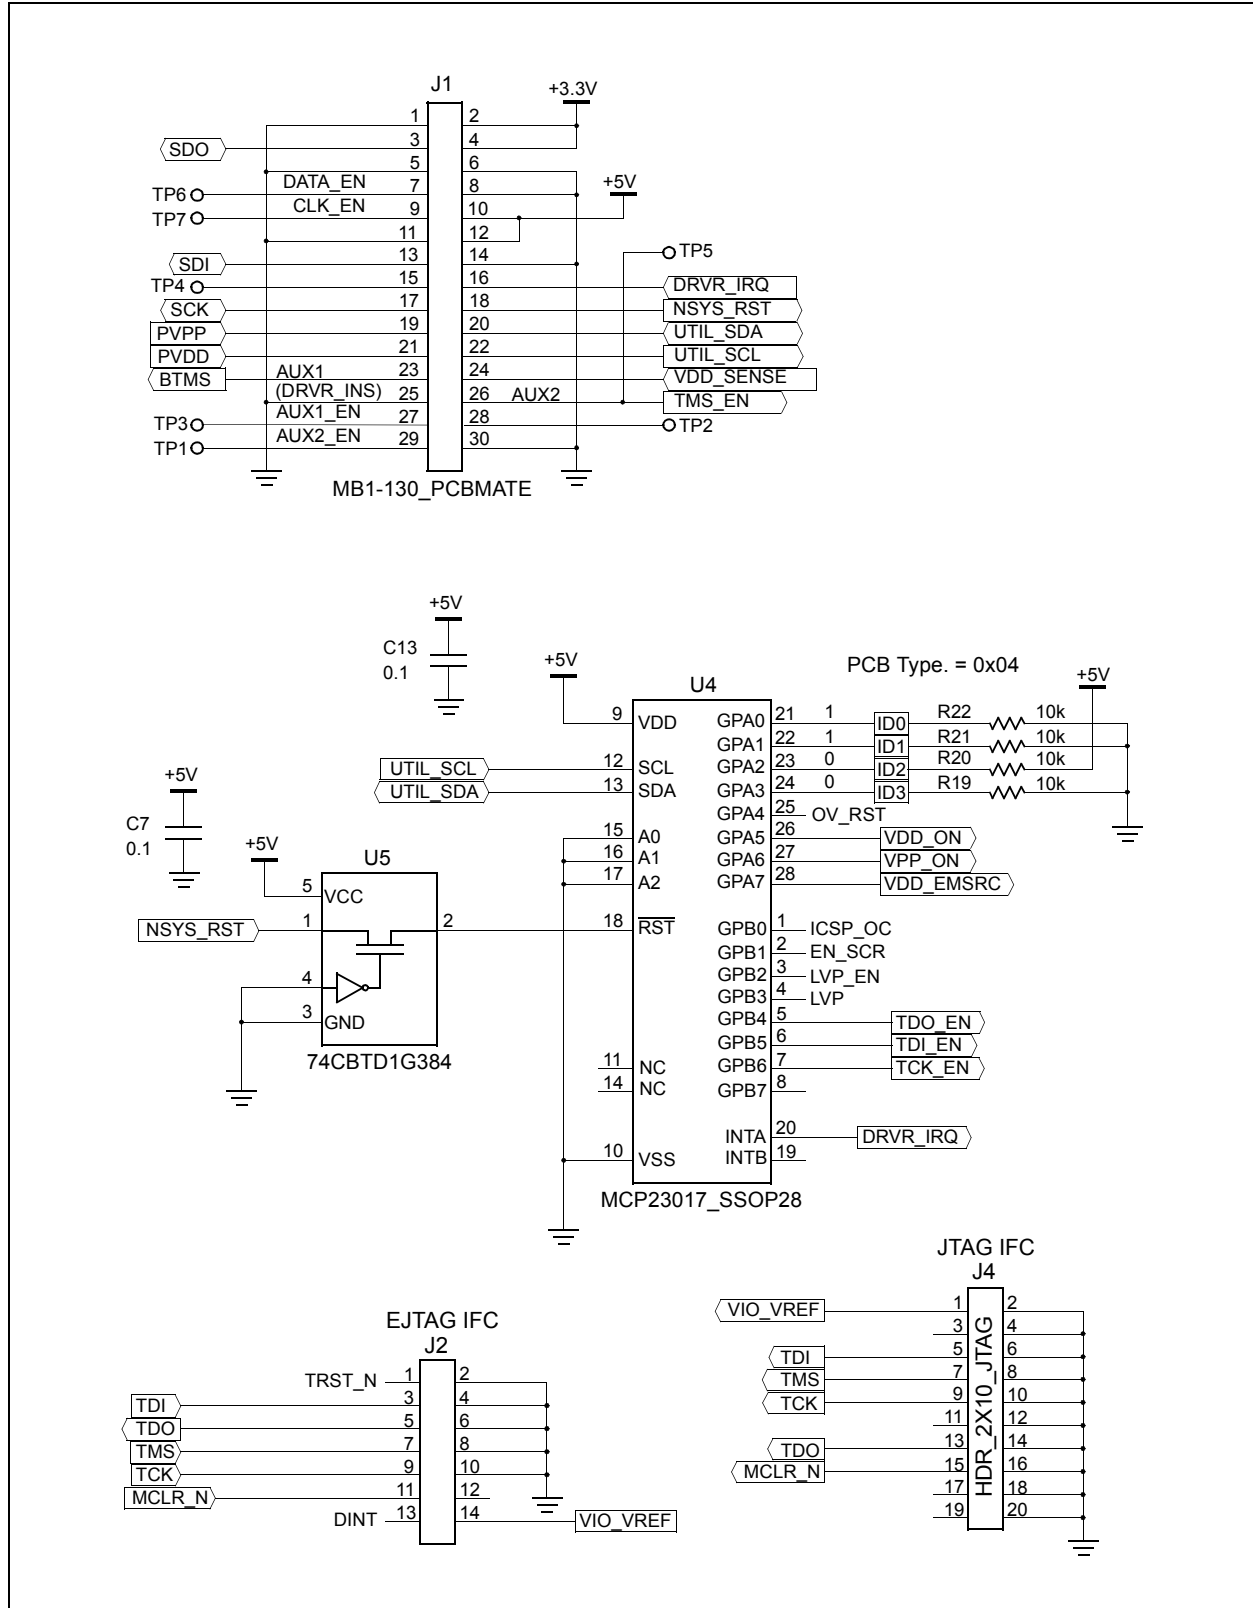 J1
+3.3V
1 2
SDO 3 4
5 6
TP6 DATA_EN 7 8 +5V
TP7 CLK_EN 9 10
11 12
SDI 13 14 TP5
TP4 15 16 DRVR_IRQ
SCK 17 18 NSYS_RST
PVPP 19 20 UTIL_SDA
PVDD 21 22 UTIL_SCL
BTMS AUX1 23 24 VDD_SENSE
(DRVR_INS) 25 26 AUX2 TMS_EN
TP3 AUX1_EN 27 28 TP2
TP1 AUX2_EN 29 30
MB1-130_PCBMATE
+5V
C13
0.1
+5V
PCB Type. = 0x04
+5V
U4
9 VDD GPA0 21 1 ID0 R22 10k
GPA1 22 1 ID1 R21 10k
UTIL_SCL 12 SCL GPA2 23 0 ID2 R20 10k
UTIL_SDA 13 SDA GPA3 24 0 ID3 R19 10k
GPA4 25 OV_RST
15 A0 GPA5 26 VDD_ON
16 A1 GPA6 27 VPP_ON
17 A2 GPA7 28 VDD_EMSRC
18 RST GPB0 1 ICSP_OC
GPB1 2 EN_SCR
GPB2 3 LVP_EN
GPB3 4 LVP
GPB4 5 TDO_EN
GPB5 6 TDI_EN
11 NC GPB6 7 TCK_EN
14 NC GPB7 8
INTA 20 DRVR_IRQ
10 VSS INTB 19
MCP23017_SSOP28
+5V
C7
0.1
+5V
U5
5 VCC
NSYS_RST 1 2
4
3 GND
74CBTD1G384
EJTAG IFC
J2
TRST_N 1 2
TDI 3 4
TDO 5 6
TMS 7 8
TCK 9 10
MCLR_N 11 12
DINT 13 14 VIO_VREF
JTAG IFC
J4
VIO_VREF 1 2
3 4
TDI 5 6
TMS 7 8
TCK 9 10
11 12
TDO 13 14
MCLR_N 15 16
17 18
19 20
HDR_2X10_JTAG